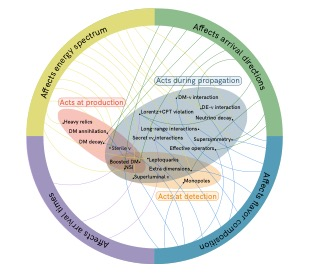 Affects energy spectrum
Affects arrival directions
Acts during propagation
DM-ν interaction
Acts at production
DE-ν interaction
Lorentz+CPT violation
Heavy relics
Neutrino decay
DM annihilation
Long-range interactions
Secret νν interactions
Supersymmetry
DM decay
Sterile ν
Effective operators
Boosted DM
Leptoquarks
NSI
Extra dimensions
Superluminal ν
Monopoles
Acts at detection
Affects arrival times
Affects flavor composition